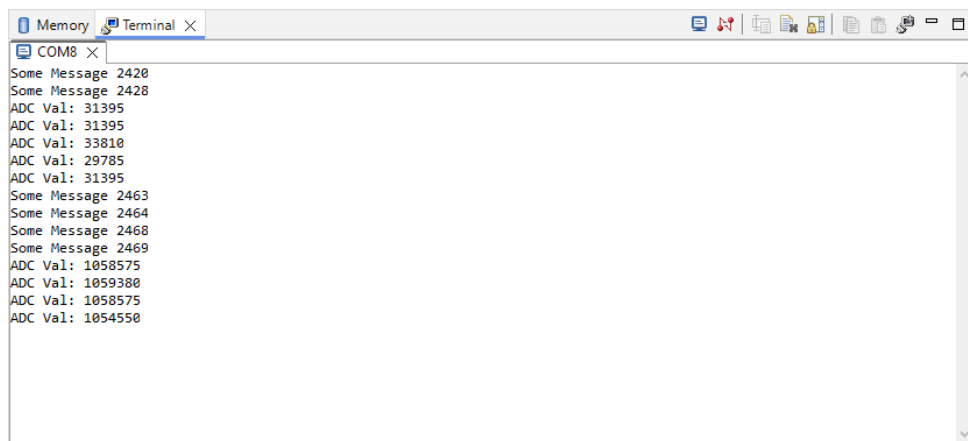 Memory Terminal
COM8
Some Message 2420
Some Message 2428
ADC Val: 31395
ADC Val: 31395
ADC Val: 33810
ADC Val: 29785
ADC Val: 31395
Some Message 2463
Some Message 2464
Some Message 2468
Some Message 2469
ADC Val: 1058575
ADC Val: 1059380
ADC Val: 1058575
ADC Val: 1054550